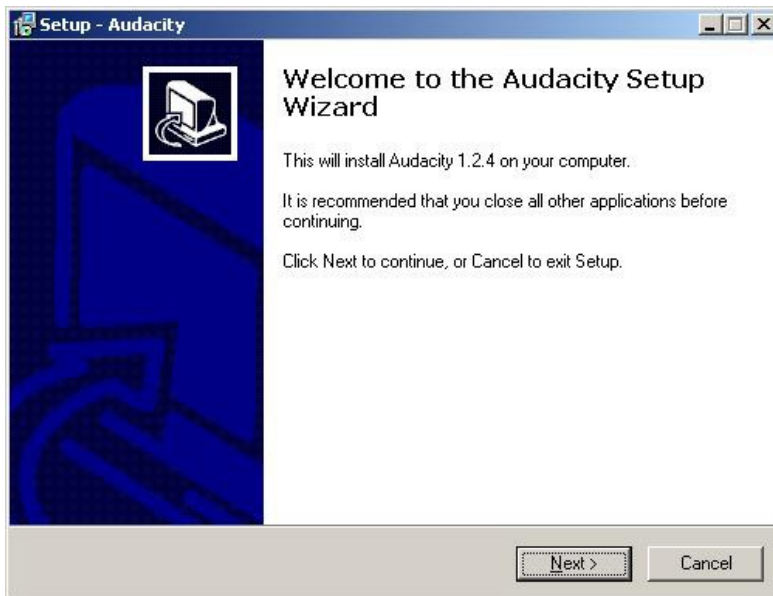 Setup - Audacity
Welcome to the Audacity Setup
Wizard
This will install Audacity 1.2.4 on your computer.
It is recommended that you close all other applications before
continuing.
Click Next to continue, or Cancel to exit Setup.
Next >
Cancel